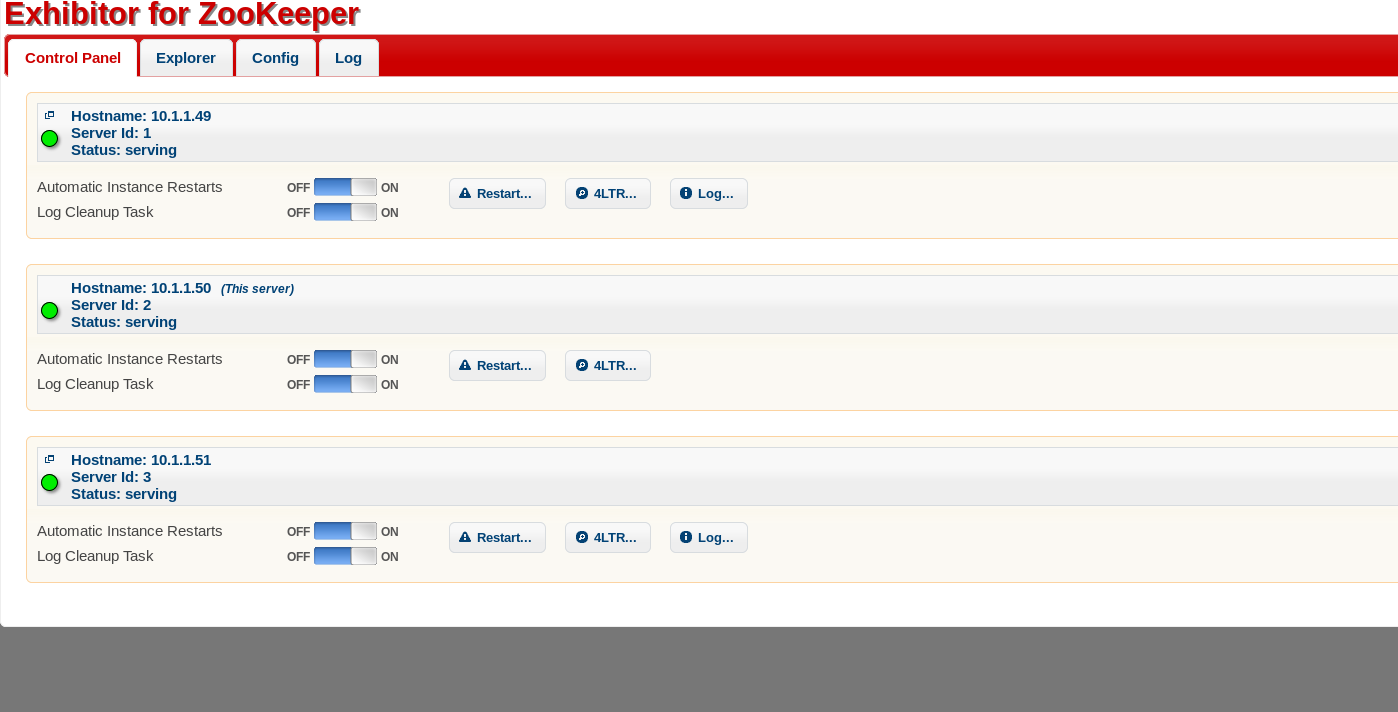 Exhibitor for ZooKeeper
Control Panel Explorer Config Log
Hostname: 10.1.1.49
Server Id: 1
Status: serving
Automatic Instance Restarts OFF ON Restart... 4LTR... Log...
Log Cleanup Task OFF ON
Hostname: 10.1.1.50 (This server)
Server Id: 2
Status: serving
Automatic Instance Restarts OFF ON Restart... 4LTR...
Log Cleanup Task OFF ON
Hostname: 10.1.1.51
Server Id: 3
Status: serving
Automatic Instance Restarts OFF ON Restart... 4LTR... Log...
Log Cleanup Task OFF ON